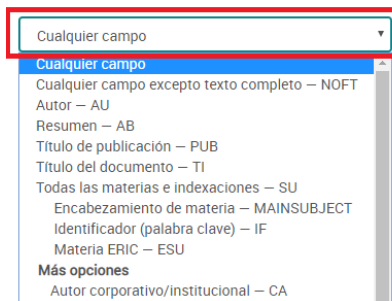 Cualquier campo
Cualquier campo
Cualquier campo excepto texto completo — NOFT
Autor — AU
Resumen — AB
Título de publicación — PUB
Título del documento — TI
Todas las materias e indexaciones — SU
Encabezamiento de materia — MAINSUBJECT
Identificador (palabra clave) — IF
Materia ERIC — ESU
Más opciones
Autor corporativo/institucional — CA